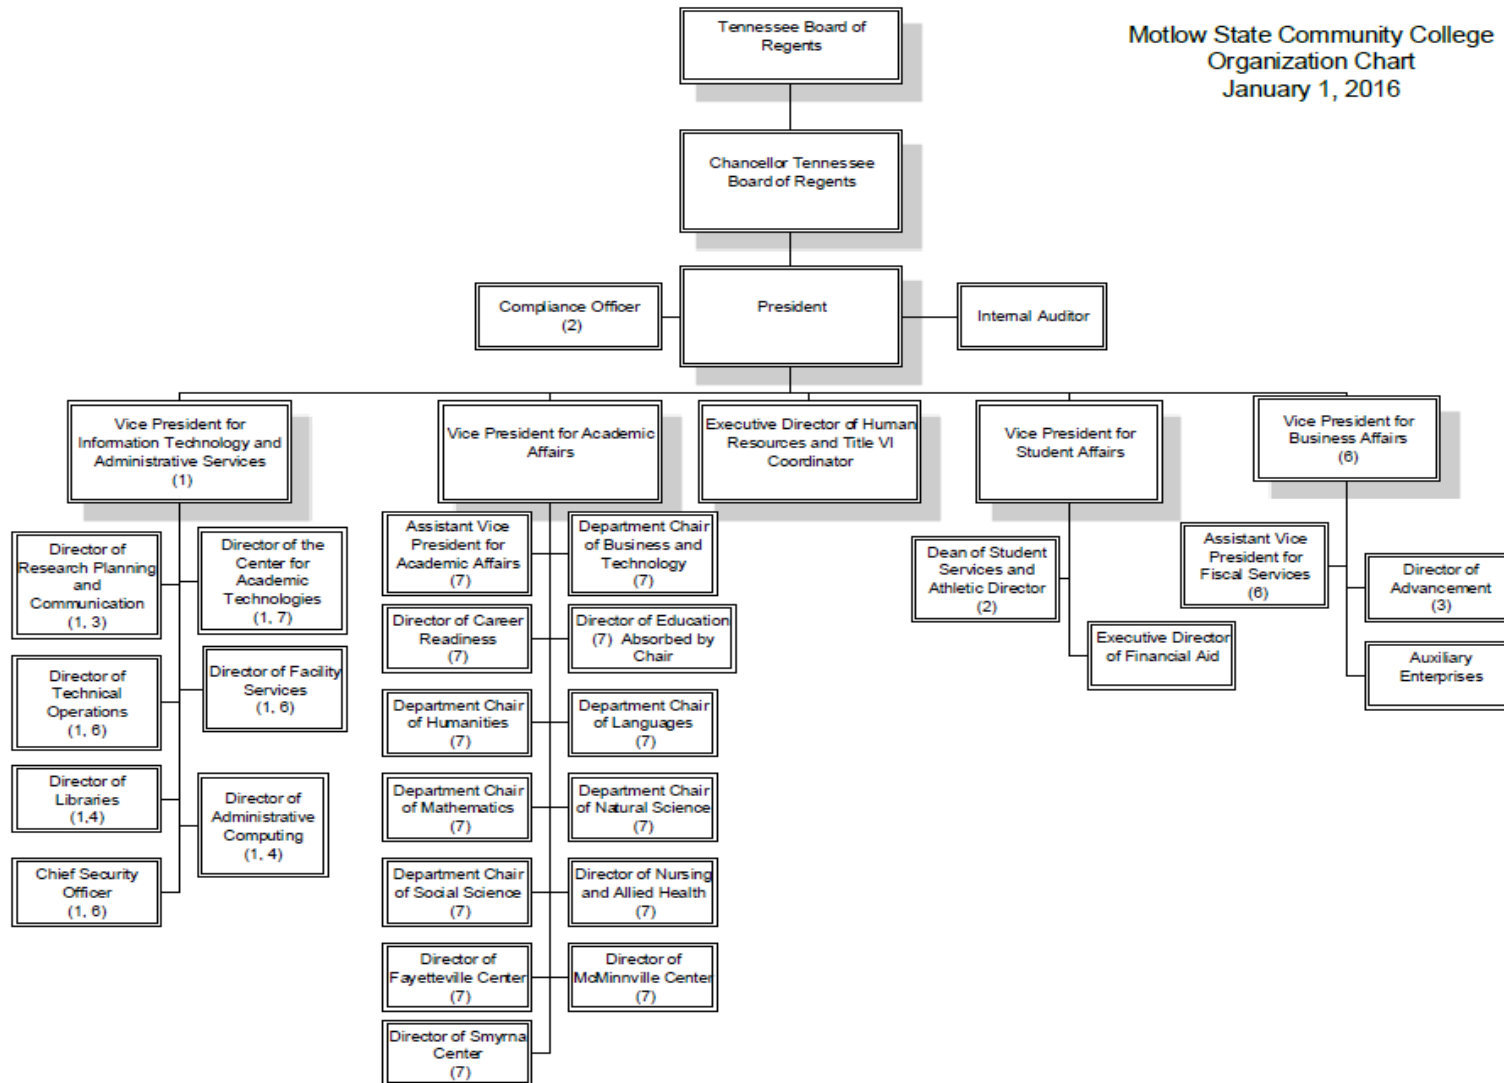 Motlow State Community College
Organization Chart
January 1, 2016
Tennessee Board of
Regents
Chancellor Tennessee
Board of Regents
Compliance Officer
(2)
President
Internal Auditor
Vice President for
Information Technology and
Administrative Services
(1)
Vice President for Academic
Affairs
Executive Director of Human
Resources and Title VI
Coordinator
Vice President for
Student Affairs
Vice President for
Business Affairs
(6)
Director of
Research Planning
and
Communication
(1, 3)
Director of the
Center for
Academic
Technologies
(1, 7)
Director of
Technical
Operations
(1, 6)
Director of Facility
Services
(1, 6)
Director of
Libraries
(1,4)
Director of
Administrative
Computing
(1, 4)
Chief Security
Officer
(1, 6)
Assistant Vice
President for
Academic Affairs
(7)
Department Chair
of Business and
Technology
(7)
Director of Career
Readiness
(7)
Director of Education
(7) Absorbed by
Chair
Department Chair
of Humanities
(7)
Department Chair
of Languages
(7)
Department Chair
of Mathematics
(7)
Department Chair
of Natural Science
(7)
Department Chair
of Social Science
(7)
Director of Nursing
and Allied Health
(7)
Director of
Fayetteville Center
(7)
Director of
McMinnville Center
(7)
Director of Smyrna
Center
(7)
Dean of Student
Services and
Athletic Director
(2)
Executive Director
of Financial Aid
Assistant Vice
President for
Fiscal Services
(6)
Director of
Advancement
(3)
Auxiliary
Enterprises